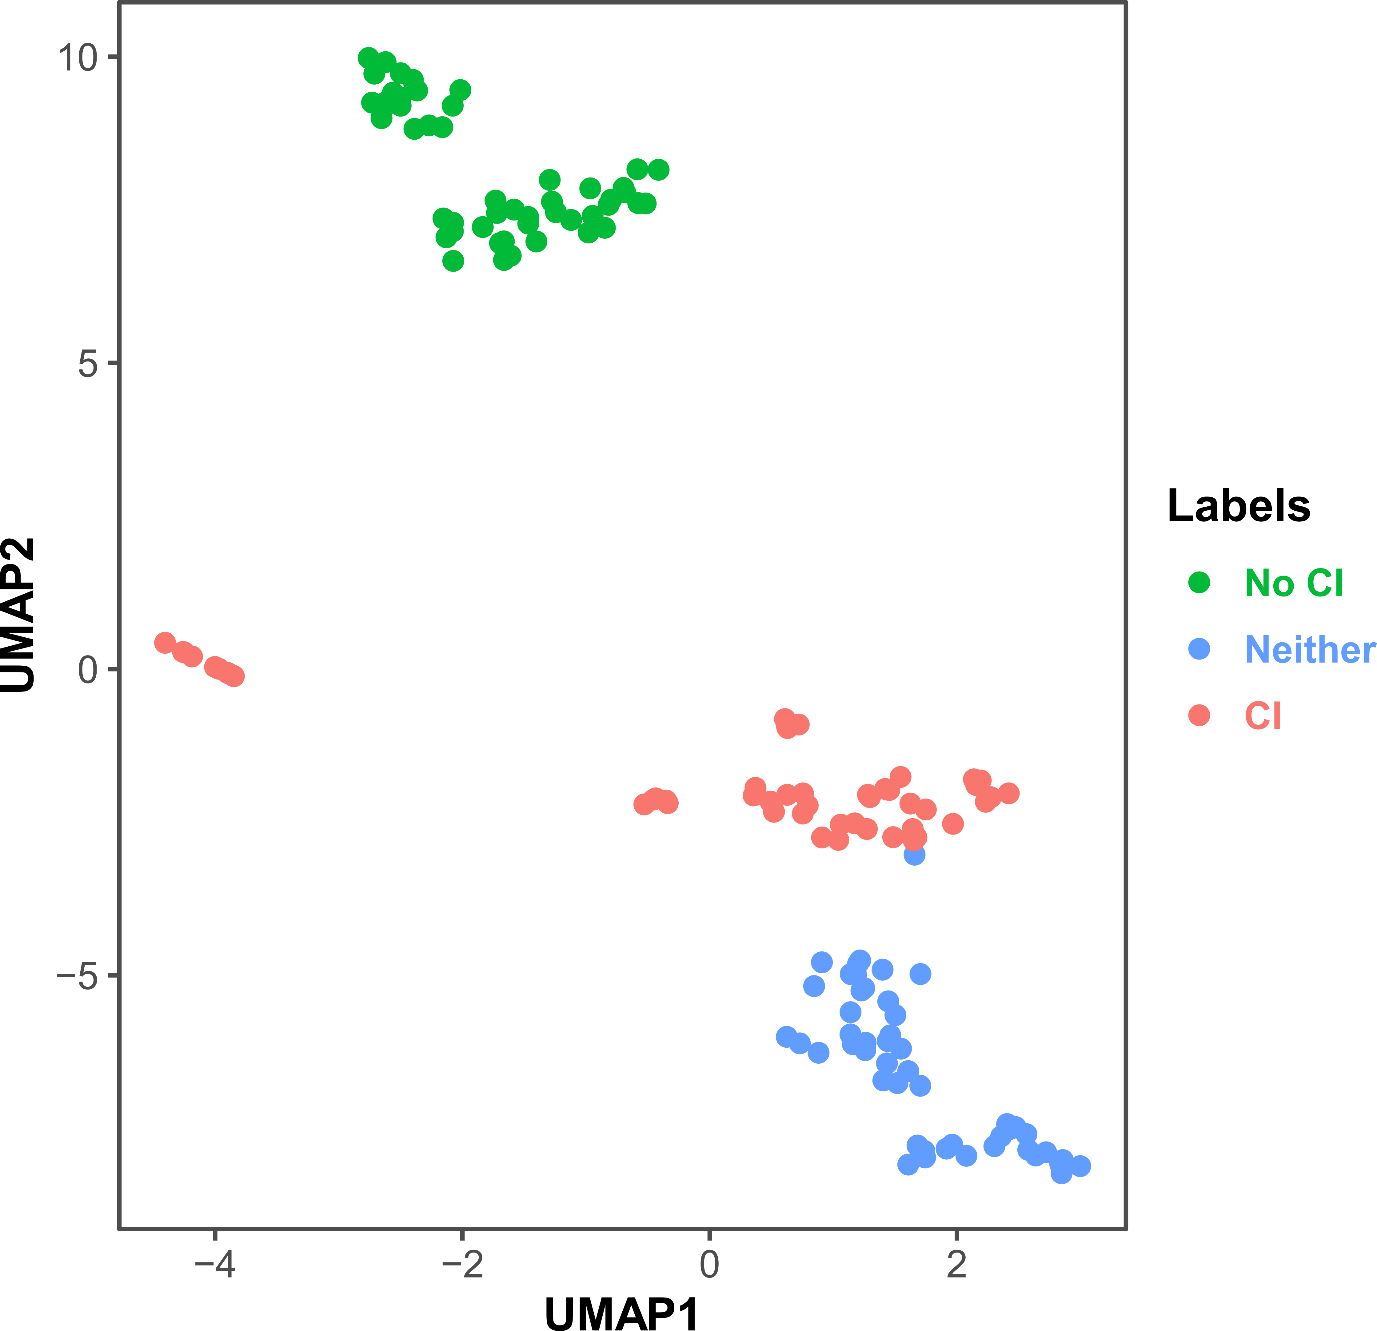 10
5
0
−5
UMAP2
−4
−2
0
2
UMAP1
Labels
No CI
Neither
CI